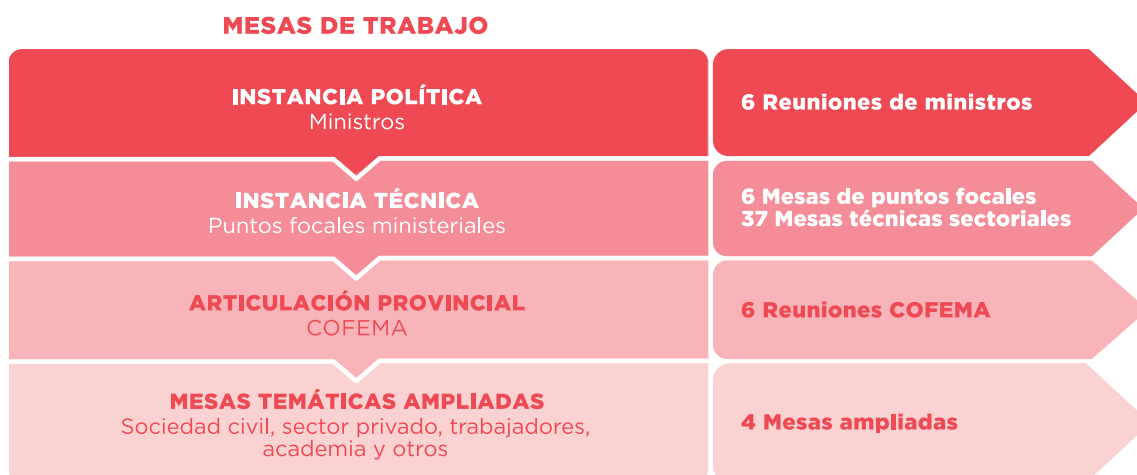 MESAS DE TRABAJO
INSTANCIA POLÍTICA
Ministros
6 Reuniones de ministros
INSTANCIA TÉCNICA
Puntos focales ministeriales
6 Mesas de puntos focales
37 Mesas técnicas sectoriales
ARTICULACIÓN PROVINCIAL
COFEMA
6 Reuniones COFEMA
MESAS TEMÁTICAS AMPLIADAS
Sociedad civil, sector privado, trabajadores,
academia y otros
4 Mesas ampliadas